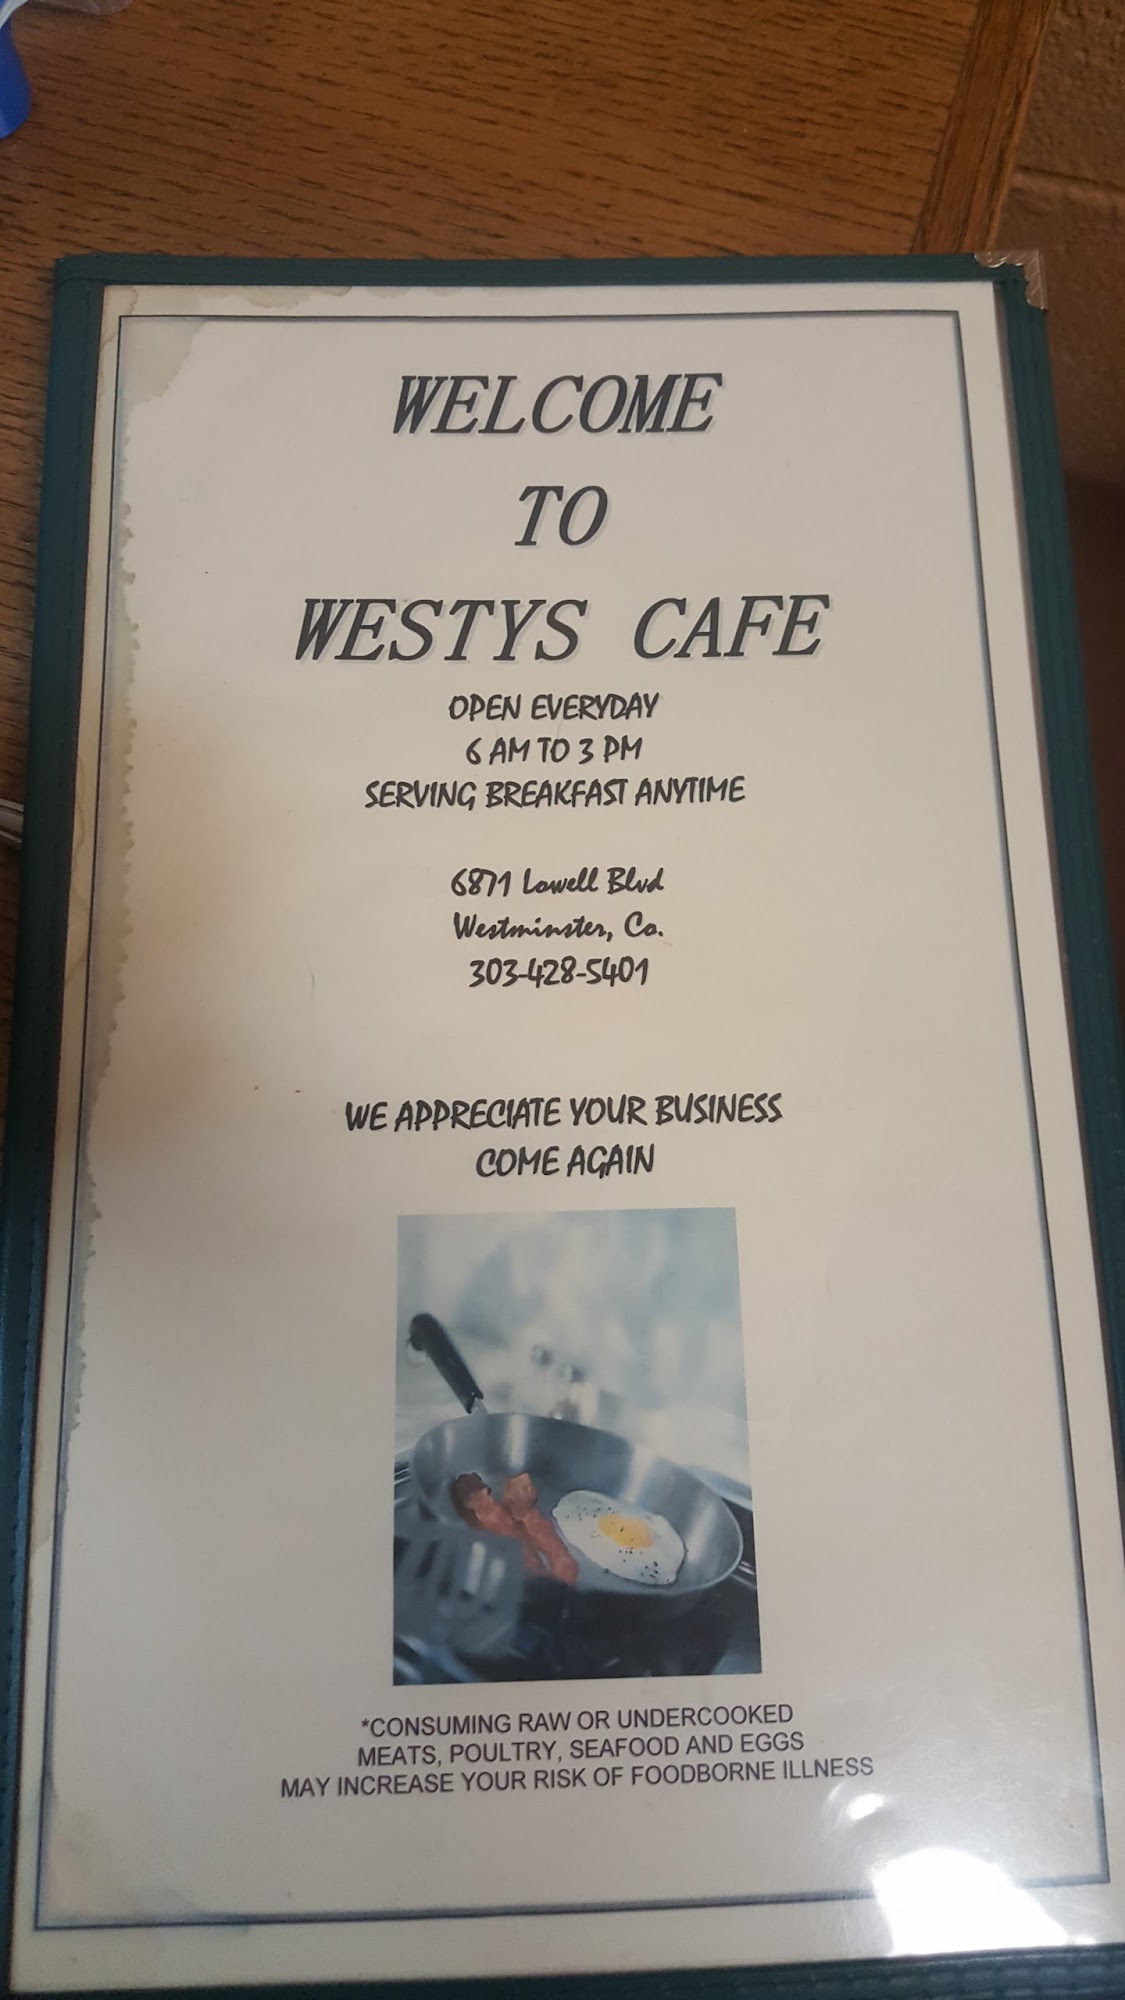 WELCOME
TO
WESTYS CAFE
OPEN EVERYDAY
6 AM TO 3 PM
SERVING BREAKFAST ANYTIME
6871 Lowell Blvd
Westminster, Co.
303-428-5401
WE APPRECIATE YOUR BUSINESS
COME AGAIN
*CONSUMING RAW OR UNDERCOOKED
MEATS, POULTRY, SEAFOOD AND EGGS
MAY INCREASE YOUR RISK OF FOODBORNE ILLNESS